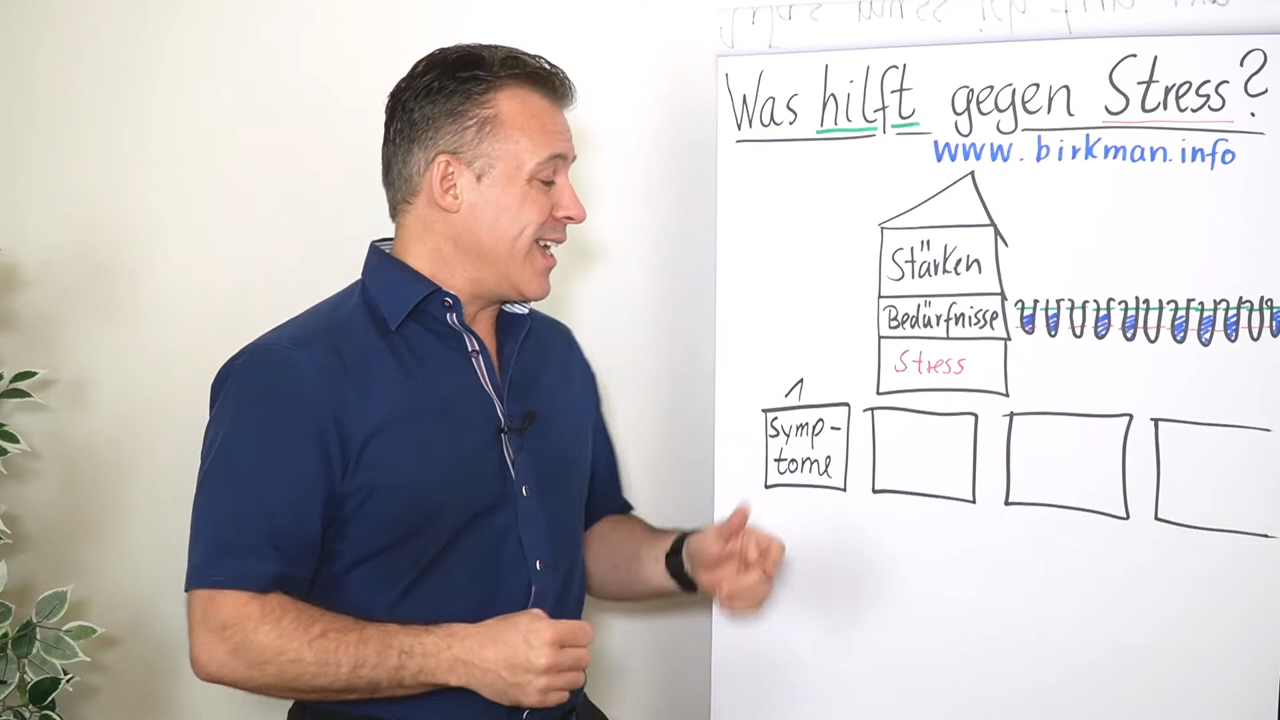 Was hilft gegen Stress?
www.birkman.info
Stärken
Bedürfnisse
Stress
Symp-
tome